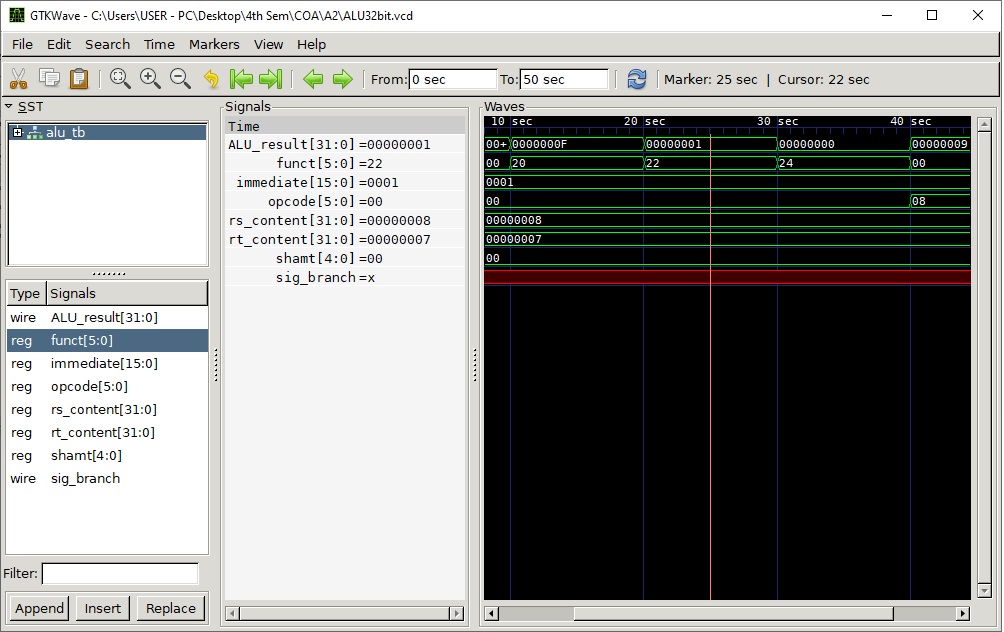 GTKWave - C:\Users\USER - PC\Desktop\4th Sem\COA\A2\ALU32bit.vcd
File Edit Search Time Markers View Help
From: 0 sec To: 50 sec Marker: 25 sec | Cursor: 22 sec
SST
alu_tb
Type Signals
wire ALU_result[31:0]
reg funct[5:0]
reg immediate[15:0]
reg opcode[5:0]
reg rs_content[31:0]
reg rt_content[31:0]
reg shamt[4:0]
wire sig_branch
Filter:
Append Insert Replace
Signals
Time
ALU_result[31:0] =00000001
funct[5:0] =22
immediate[15:0] =0001
opcode[5:0] =00
rs_content[31:0] =00000008
rt_content[31:0] =00000007
shamt[4:0] =00
sig_branch =x
Waves
10 sec 20 sec 30 sec 40 sec
00+ 0000000F 00000001 00000000 00000009
00 20 22 24 00
0001
00 08
00000008
00000007
00